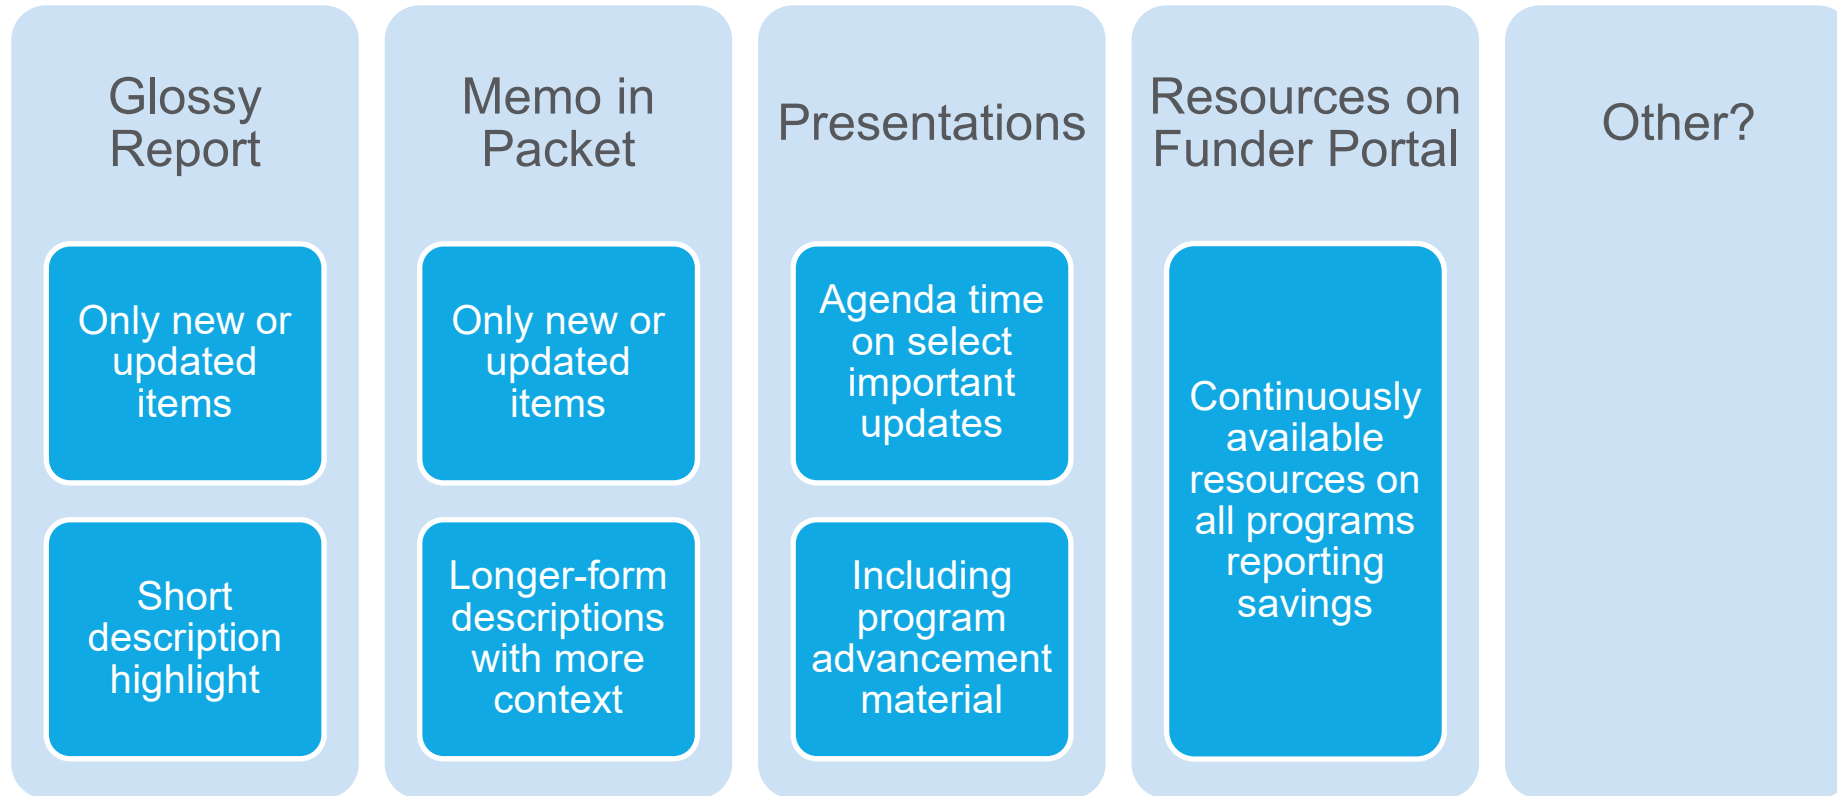 Glossy
Report
Only new or
updated
items
Short
description
highlight
Memo in
Packet
Only new or
updated
items
Longer-form
descriptions
with more
context
Presentations
Agenda time
on select
important
updates
Including
program
advancement
material
Resources on
Funder Portal
Continuously
available
resources on
all programs
reporting
savings
Other?